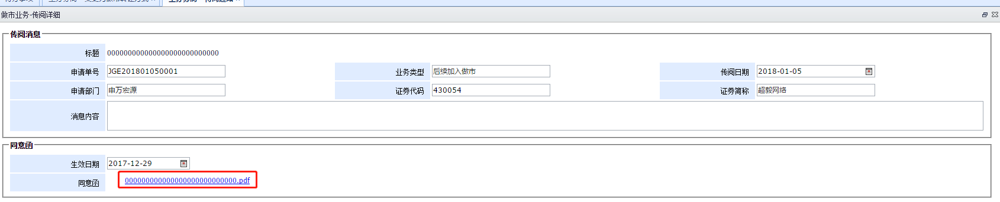 做市业务-传阅详细
传阅消息
标题 000000000000000000000000000
申请单号 JGE201801050001 业务类型 后续加入做市 传阅日期 2018-01-05
申请部门 申万宏源 证券代码 430054 证券简称 超毅网络
消息内容
同意函
生效日期 2017-12-29
同意函 000000000000000000000000000.pdf